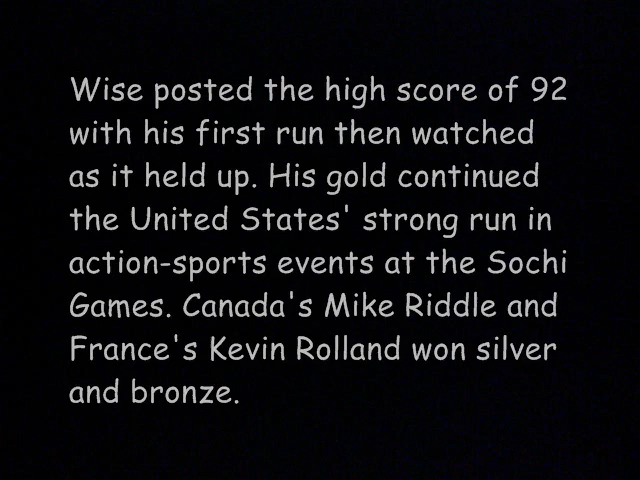 Wise posted the high score of 92
with his first run then watched
as it held up. His gold continued
the United States' strong run in
action-sports events at the Sochi
Games. Canada's Mike Riddle and
France's Kevin Rolland won silver
and bronze.